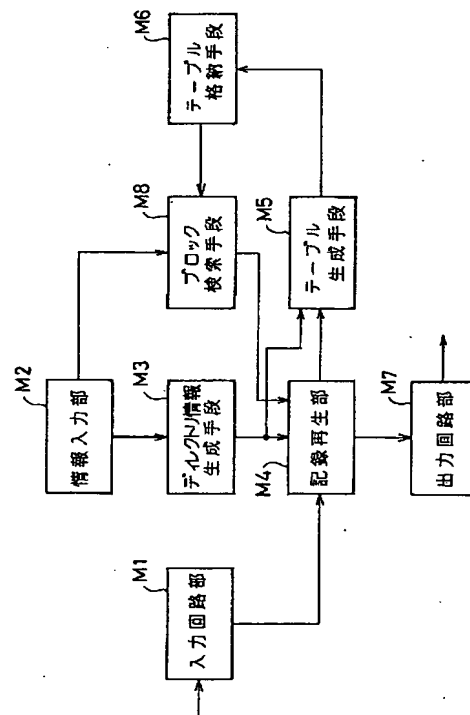 M1
入力回路部
M2
情報入力部
M3
ディレクトリ情報
生成手段
M4
記録再生部
M7
出力回路部
M8
ブロック
検索手段
M5
テーブル
生成手段
M6
テーブル
格納手段